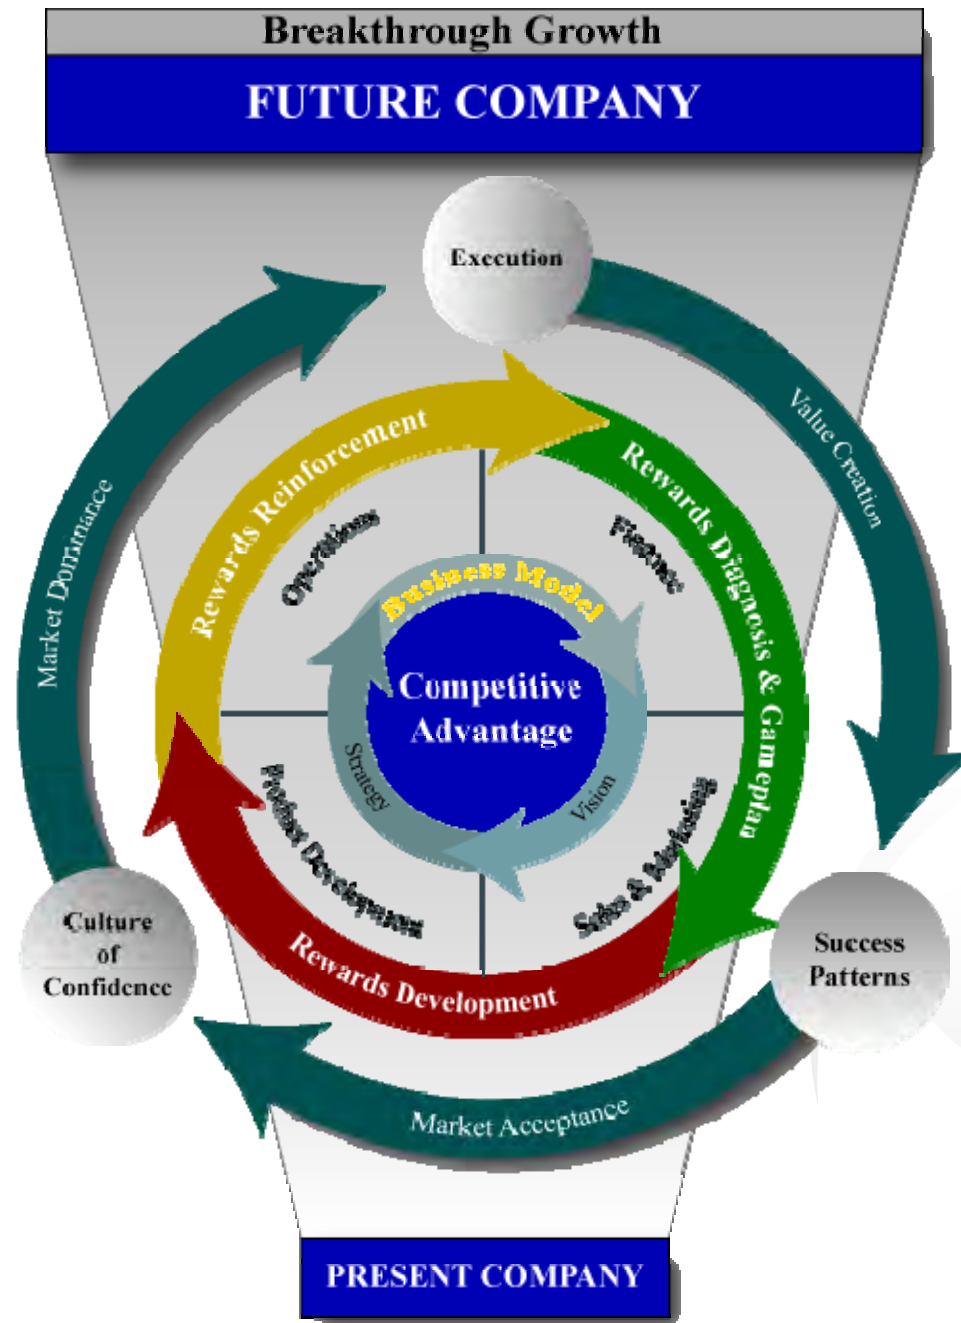 Breakthrough Growth
FUTURE COMPANY
Execution
Value Creation
Market Dominance
Rewards Reinforcement
Rewards Diagnosis & Gameplan
Operations
Finance
Business Model
Competitive
Advantage
Strategy
Vision
Product Development
Sales & Marketing
Rewards Development
Culture
of
Confidence
Success
Patterns
Market Acceptance
PRESENT COMPANY